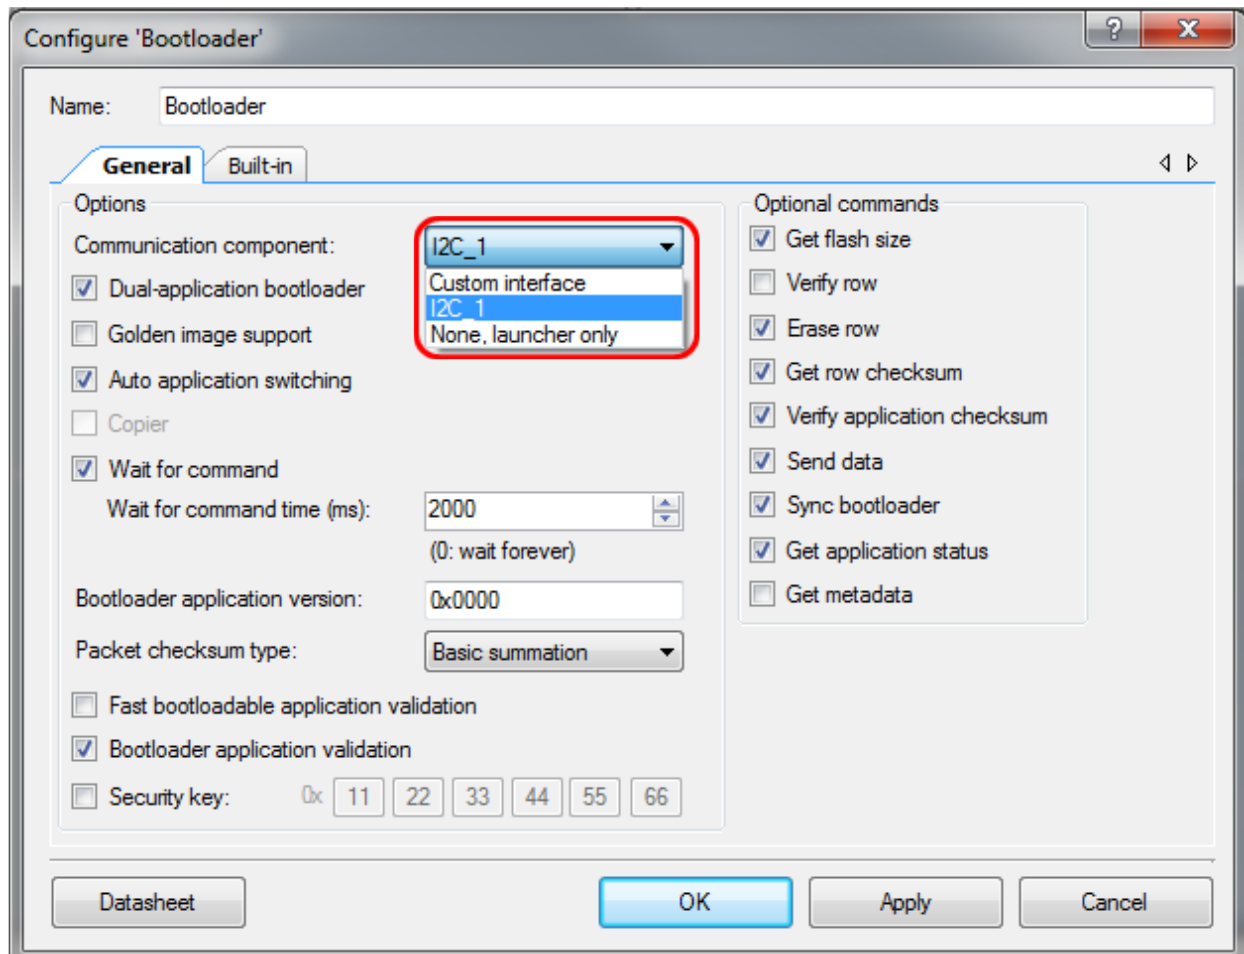 Configure 'Bootloader'
Name: Bootloader
General Built-in
Options
Communication component: I2C_1
Custom interface
I2C_1
None, launcher only
Dual-application bootloader
Golden image support
Auto application switching
Copier
Wait for command
Wait for command time (ms): 2000
(0: wait forever)
Bootloader application version: 0x0000
Packet checksum type: Basic summation
Fast bootloadable application validation
Bootloader application validation
Security key: 0x 11 22 33 44 55 66
Optional commands
Get flash size
Verify row
Erase row
Get row checksum
Verify application checksum
Send data
Sync bootloader
Get application status
Get metadata
Datasheet OK Apply Cancel